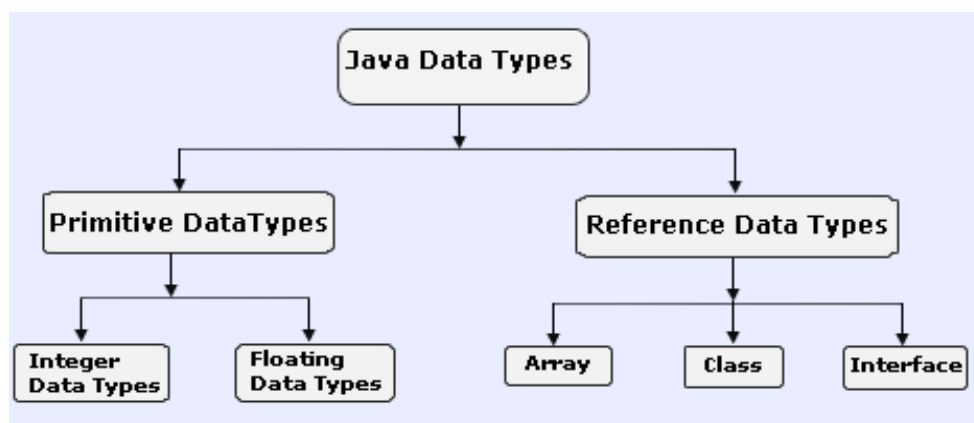 Java Data Types
Primitive DataTypes
Reference Data Types
Integer
Data Types
Floating
Data Types
Array
Class
Interface